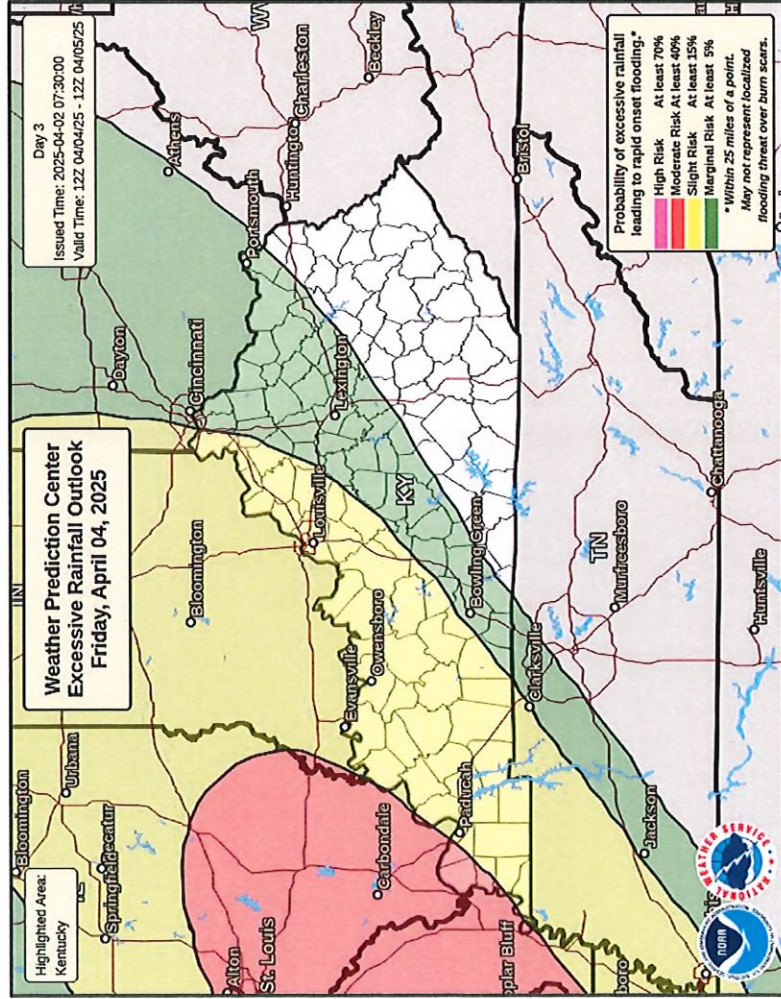 Weather Prediction Center
Excessive Rainfall Outlook
Friday, April 04, 2025
Highlighted Area:
Kentucky
Day 3
Issued Time: 2025-04-02 07:30:00
Valid Time: 12Z 04/04/25 - 12Z 04/05/25
Bloomington
Urbana
IN
Dayton
Athens
Bloomington
Cincinnati
Portsmouth
Huntington
Charleston
Beckley
Alton
St. Louis
Carbondale
Evansville
Owensboro
Louisville
Lexington
KY
Paducah
Bowling Green
Clarksville
Bristol
oplar Bluff
boro
Jackson
TN
Murfreesboro
Chattanooga
Huntsville
Probability of excessive rainfall
leading to rapid onset flooding.*
High Risk At least 70%
Moderate Risk At least 40%
Slight Risk At least 15%
Marginal Risk At least 5%
* Within 25 miles of a point.
May not represent localized
flooding threat over burn scars.
NOAA
NATIONAL WEATHER SERVICE